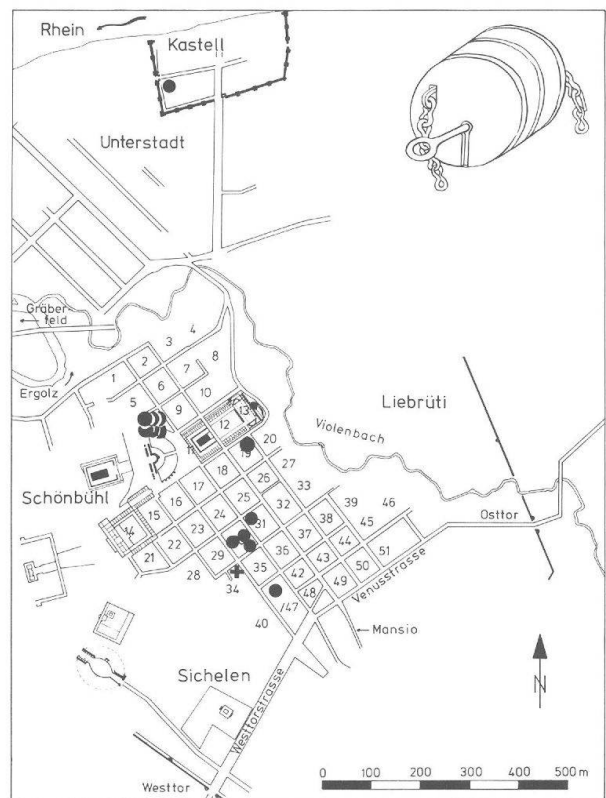 Rhein
Kastell
Unterstadt
Gräber-
feld
Ergolz
Schönbühl
Sichelen
Westtor
Westtorstrasse
Venusstrasse
Mansio
Osttor
Liebrüti
Violenbach
1
2
3
4
5
6
7
8
9
10
11
12
13
14
15
16
17
18
19
20
21
22
23
24
25
26
27
28
29
31
32
33
34
35
36
37
38
39
40
42
43
44
45
46
/47
48
49
50
51
N
0 100 200 300 400 500 m